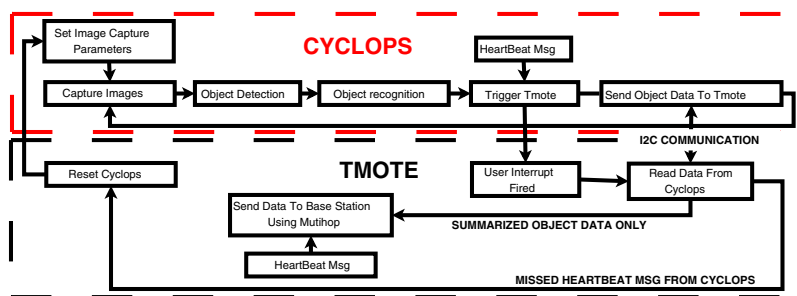 Set Image Capture
Parameters
CYCLOPS
HeartBeat Msg
Capture Images
Object Detection
Object recognition
Trigger Tmote
Send Object Data To Tmote
I2C COMMUNICATION
TMOTE
Reset Cyclops
User Interrupt
Fired
Read Data From
Cyclops
Send Data To Base Station
Using Mutihop
SUMMARIZED OBJECT DATA ONLY
HeartBeat Msg
MISSED HEARTBEAT MSG FROM CYCLOPS